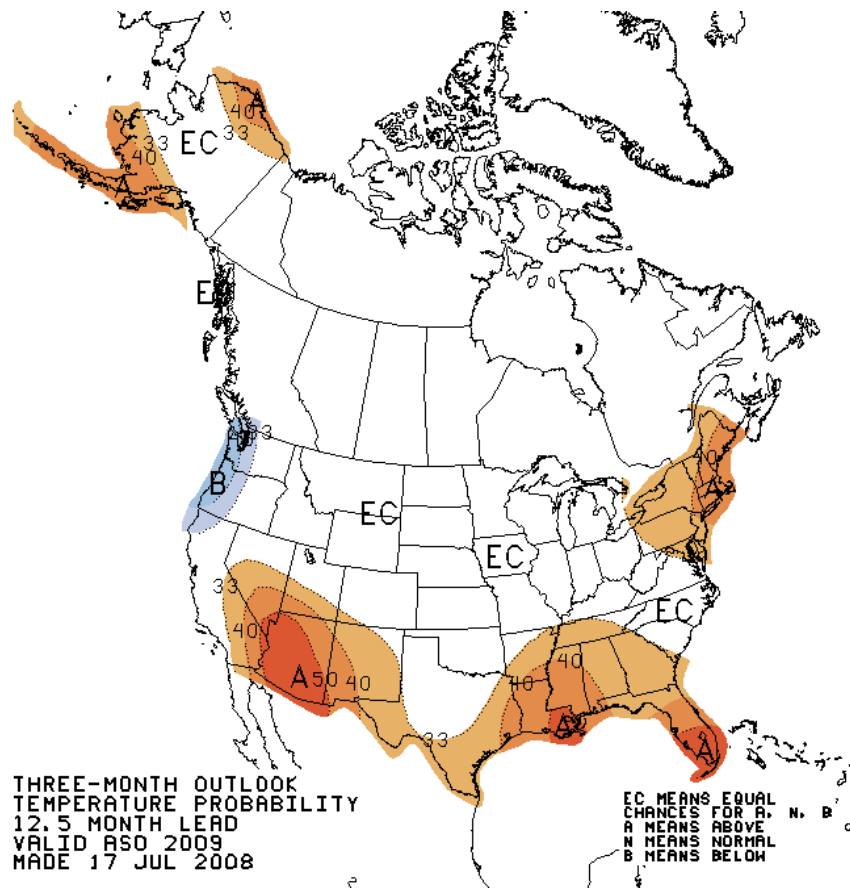 A
40
33
EC
33
40
A
E
33
40
A
B
EC
EC
EC
33
40
A
50
40
33
40
40
A
A
THREE-MONTH OUTLOOK
TEMPERATURE PROBABILITY
12.5 MONTH LEAD
VALID ASO 2009
MADE 17 JUL 2008
EC MEANS EQUAL
CHANCES FOR A, N, B
A MEANS ABOVE
N MEANS NORMAL
B MEANS BELOW